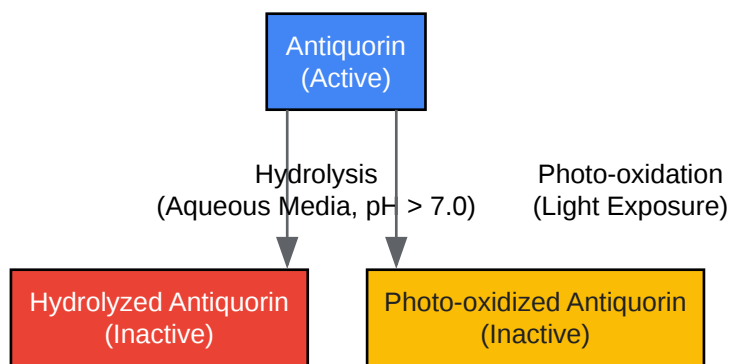 Antiquorin
(Active)
Hydrolysis
(Aqueous Media, pH > 7.0)
Photo-oxidation
(Light Exposure)
Hydrolyzed Antiquorin
(Inactive)
Photo-oxidized Antiquorin
(Inactive)